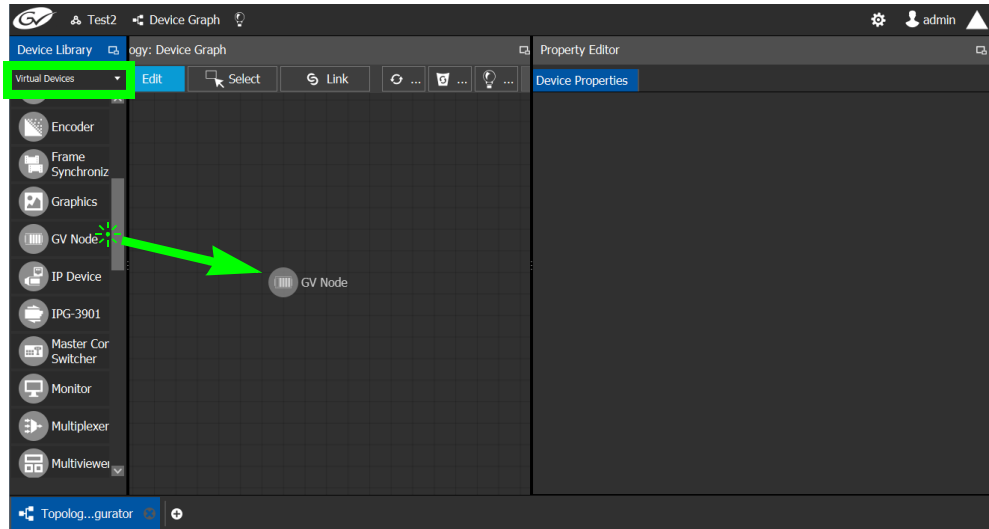 GV Test2 Device Graph admin
Device Library ogy: Device Graph Property Editor
Virtual Devices Edit Select Link ... ... ... Device Properties
Encoder
Frame
Synchroniz
Graphics
GV Node
GV Node
IP Device
IPG-3901
Master Cor
Switcher
Monitor
Multiplexer
Multiviewer
Topolog...gurator